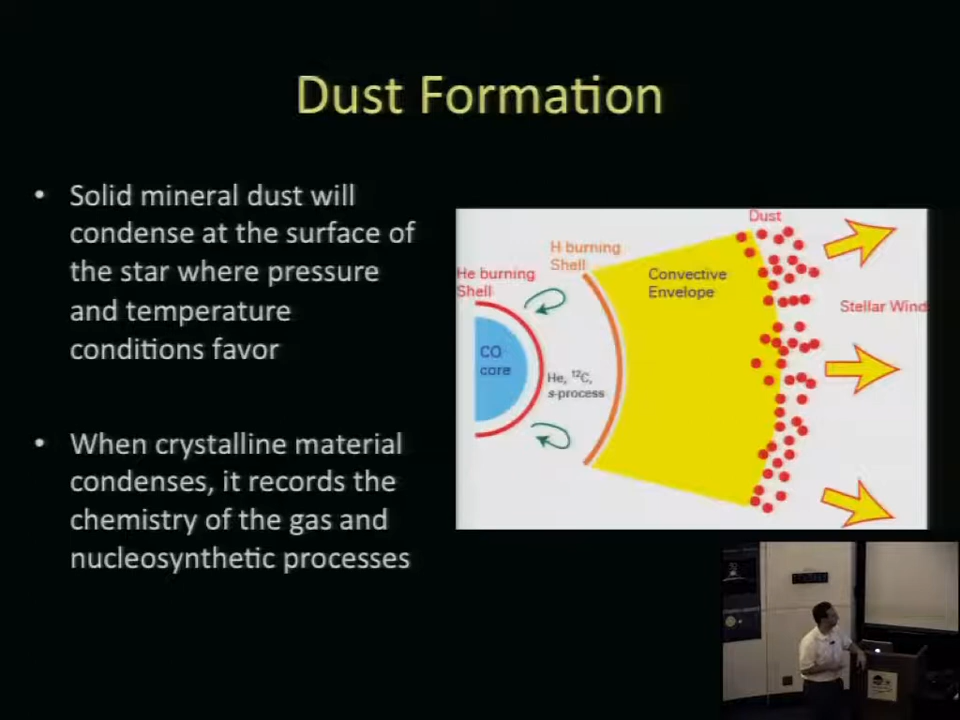 Dust Formation
• Solid mineral dust will
condense at the surface of
the star where pressure
and temperature
conditions favor
• When crystalline material
condenses, it records the
chemistry of the gas and
nucleosynthetic processes
Dust
H burning
Shell
He burning
Shell
Convective
Envelope
Stellar Wind
CO
core
He, ¹²C,
s-process